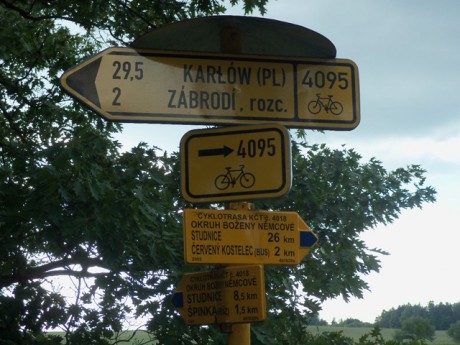 29,5 KARŁÓW (PL) 4095
2 ZÁBRODÍ, rozc.
4095
CYKLOTRASA KČT č. 4018
OKRUH BOŽENY NĚMCOVÉ
STUDNICE 26 km
ČERVENÝ KOSTELEC (BUS) 2 km
OKRUH BOŽENY NĚMCOVÉ
STUDNICE 8,5 km
ŠPINKA 1,5 km